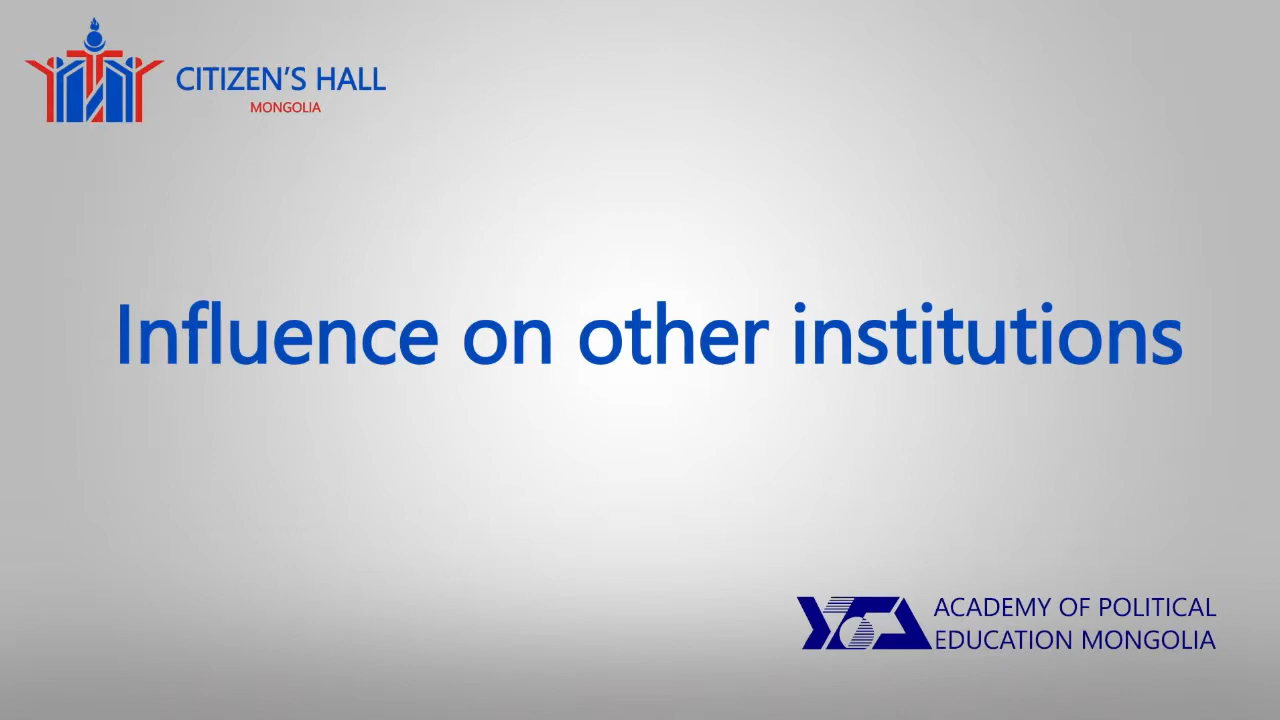 CITIZEN'S HALL
MONGOLIA
Influence on other institutions
ACADEMY OF POLITICAL
EDUCATION MONGOLIA